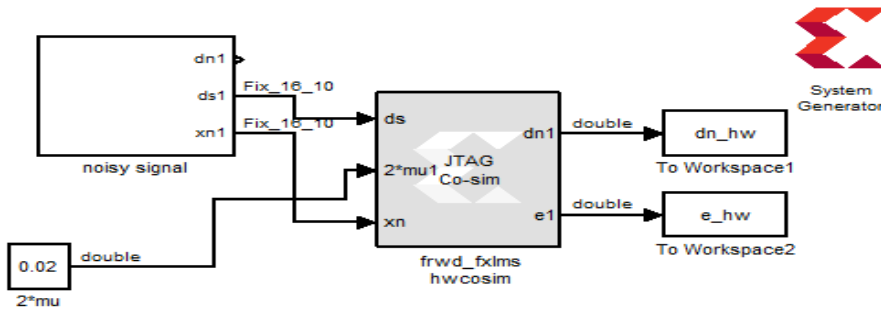 dn1
ds1
xn1
noisy signal
Fix_16_10
Fix_16_10
0.02
2*mu
double
ds
2*mu1
xn
JTAG
Co-sim
dn1
e1
frwd_fxlms
hwcosim
double
double
dn_hw
To Workspace1
e_hw
To Workspace2
System
Generator